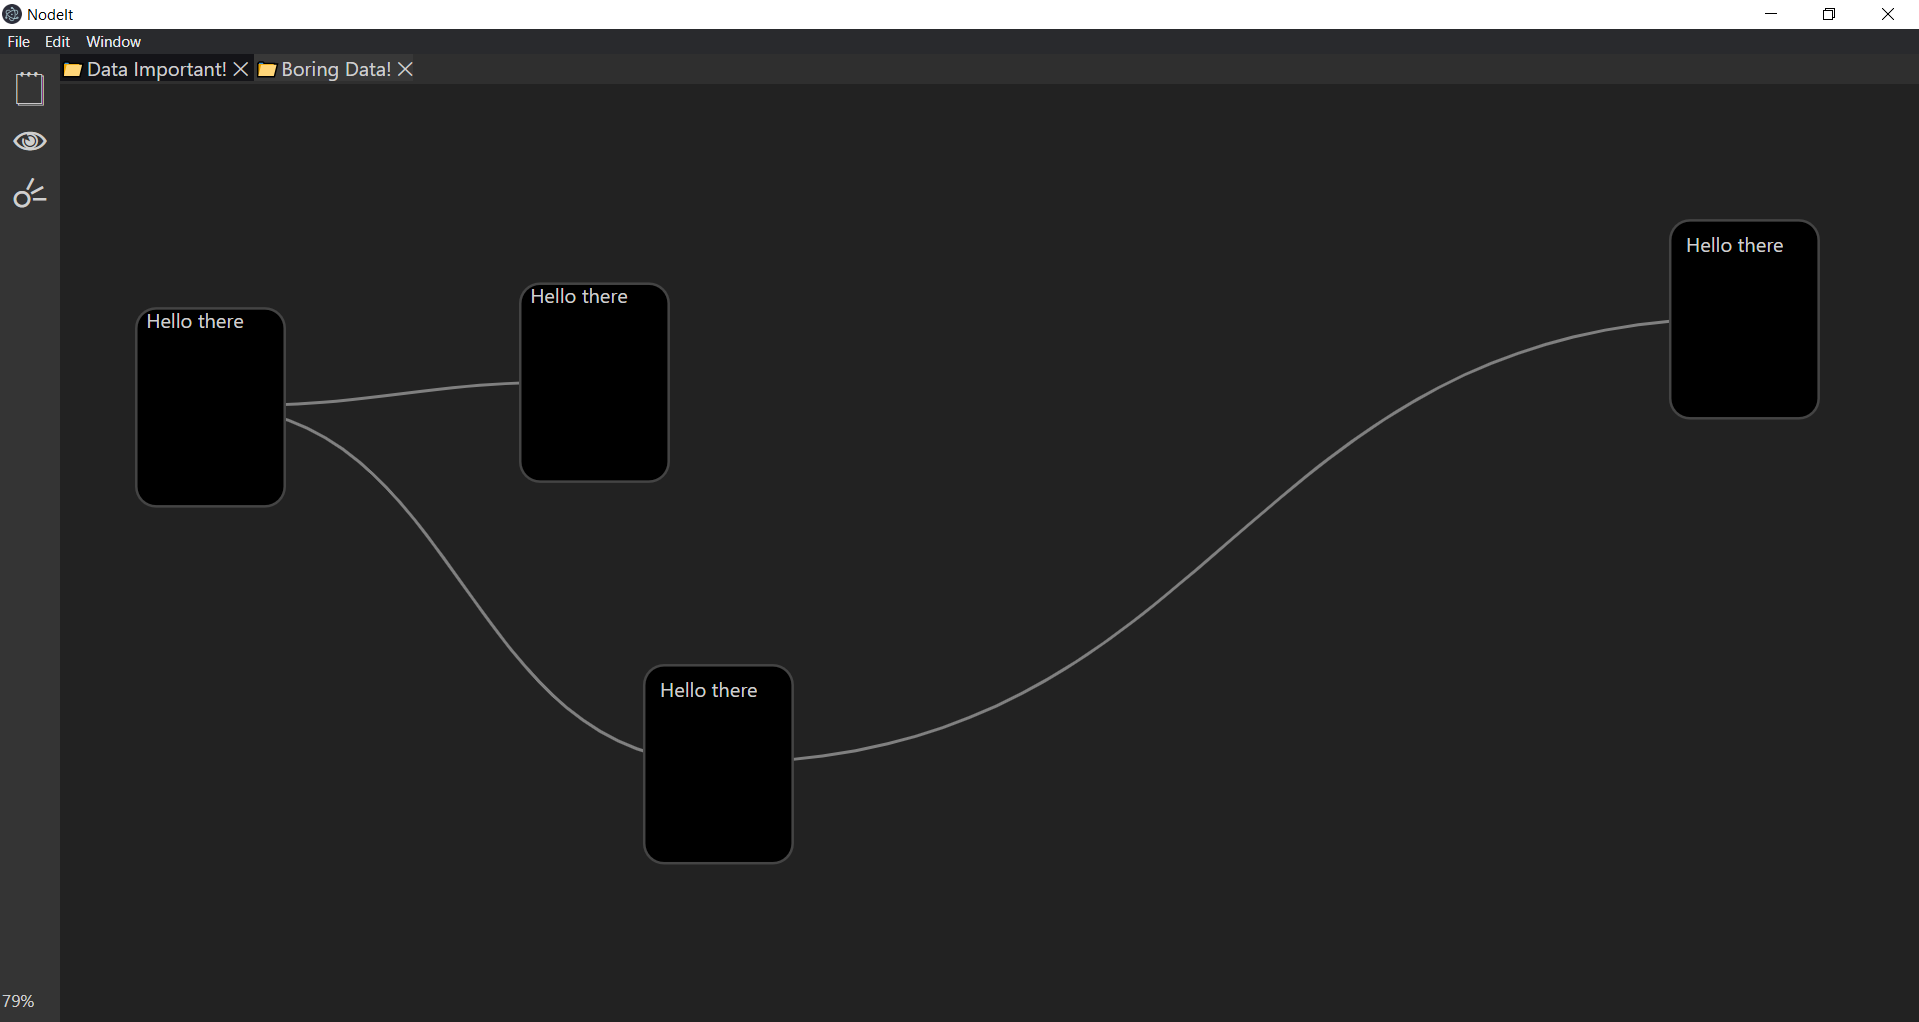 NodeIt
File Edit Window
Data Important! Boring Data!
Hello there
Hello there
Hello there
Hello there
79%